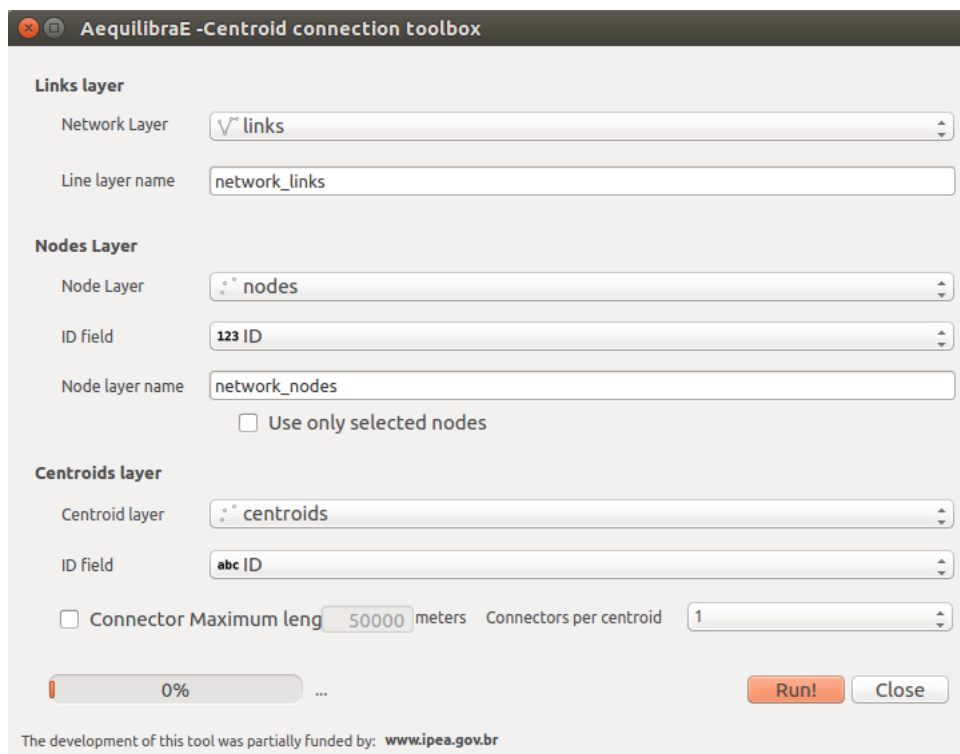 AequilibraE -Centroid connection toolbox
Links layer
Network Layer links
Line layer name network_links
Nodes Layer
Node Layer nodes
ID field 123 ID
Node layer name network_nodes
Use only selected nodes
Centroids layer
Centroid layer centroids
ID field abc ID
Connector Maximum leng 50000 meters Connectors per centroid 1
0% ... Run! Close
The development of this tool was partially funded by: www.ipea.gov.br